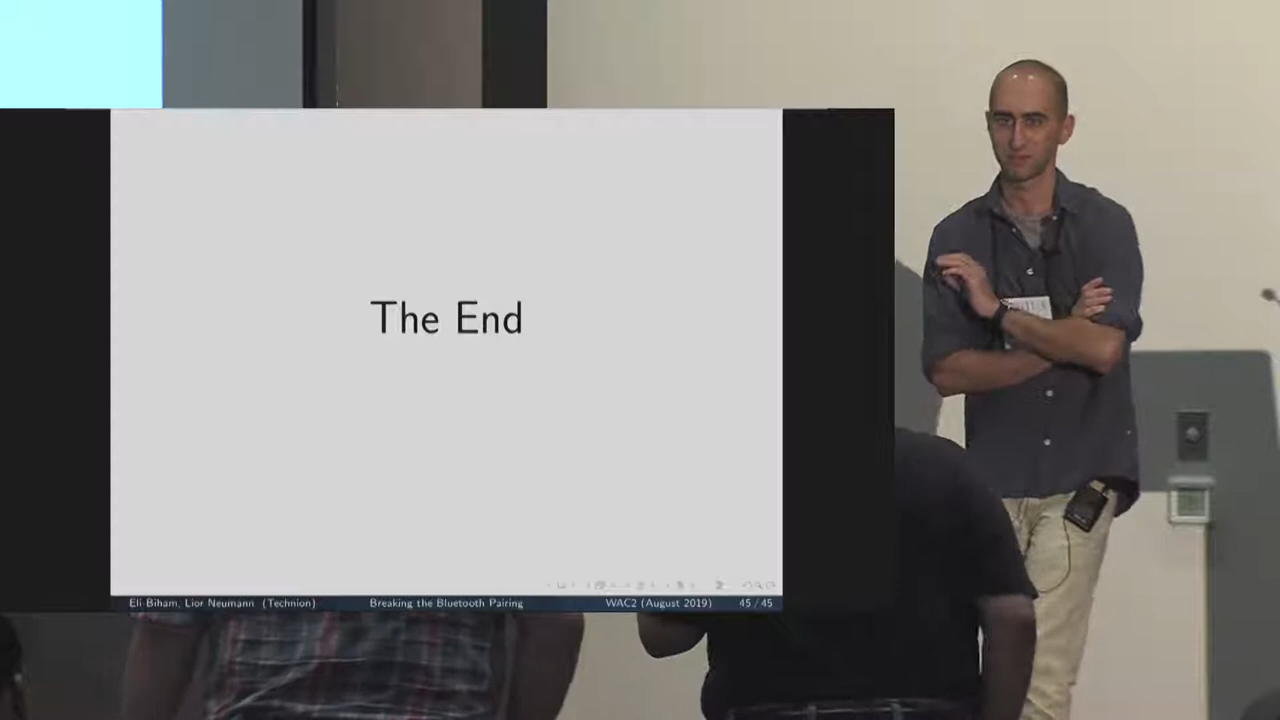 The End
Eli Biham, Lior Neumann (Technion) Breaking the Bluetooth Pairing WAC2 (August 2019) 45 / 45